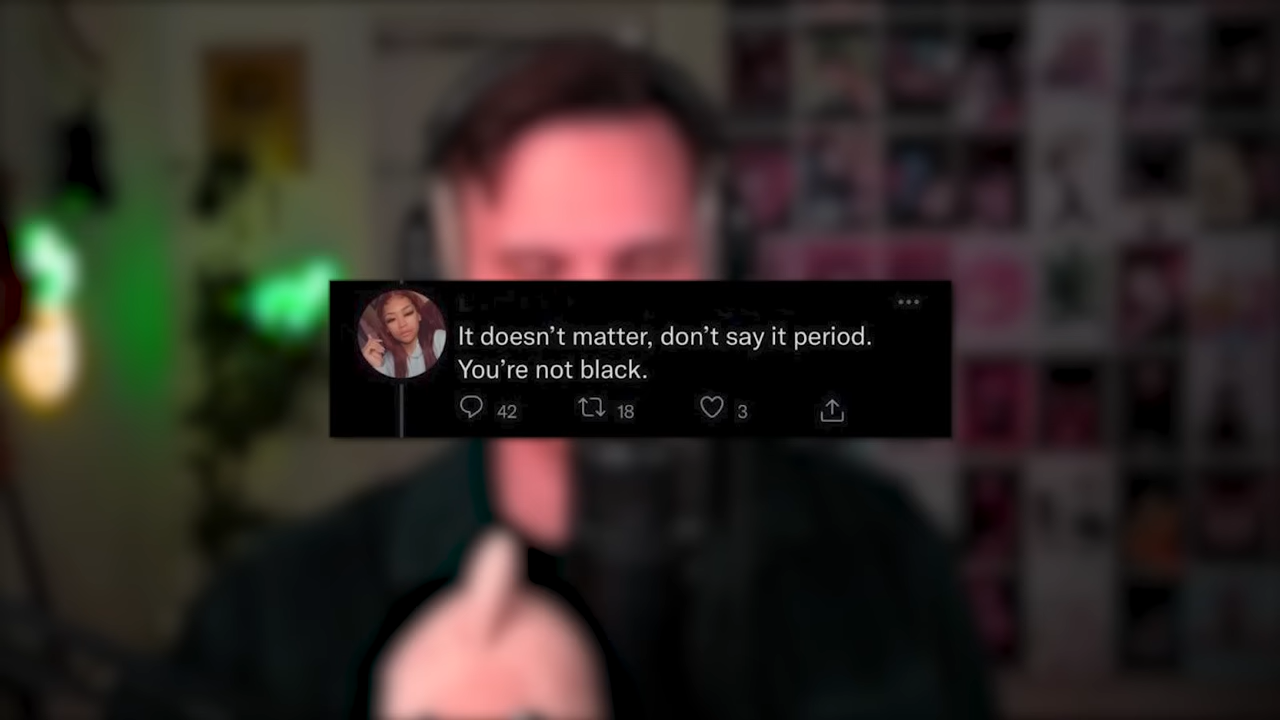 It doesn’t matter, don’t say it period.
You’re not black.
42 18 3